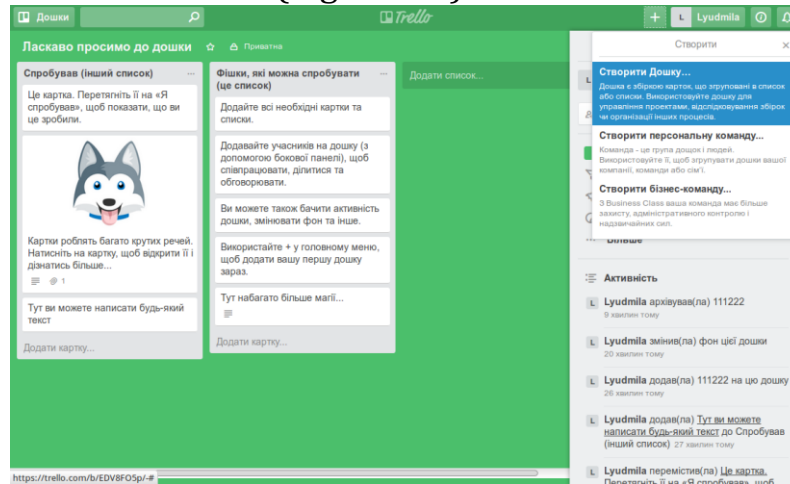 Дошки
Trello
Lyudmila
Ласкаво просимо до дошки
Приватна
Спробував (інший список)
Це картка. Перетягніть її на «Я
спробував», щоб показати, що ви
це зробили.
Картки роблять багато крутих речей.
Натисніть на картку, щоб відкрити її і
дізнатись більше...
1
Тут ви можете написати будь-який
текст
Додати картку...
Фішки, які можна спробувати
(це список)
Додайте всі необхідні картки та
списки.
Додавайте учасників на дошку (з
допомогою бокової панелі), щоб
співпрацювати, ділитися та
обговорювати.
Ви можете також бачити активність
дошки, змінювати фон та інше.
Використайте + у головному меню,
щоб додати вашу першу дошку
зараз.
Тут набагато більше магії...
Додати картку...
Додати список...
Створити
Створити Дошку...
Дошка є збіркою карток, що згруповані в список
або списки. Використовуйте дошку для
управління проектами, відслідковування збірок
чи організації інших процесів.
Створити персональну команду...
Команда - це група дощок і людей.
Використовуйте її, щоб згрупувати дошки вашої
компанії, команди або сім'ї.
Створити бізнес-команду...
З Business Class ваша команда має більше
захисту, адміністративного контролю і
надзвичайних сил.
Більше
Активність
L Lyudmila архівував(ла) 111222
9 хвилин тому
L Lyudmila змінив(ла) фон цієї дошки
20 хвилин тому
L Lyudmila додав(ла) 111222 на цю дошку
26 хвилин тому
L Lyudmila додав(ла) Тут ви можете
написати будь-який текст до Спробував
(інший список) 27 хвилин тому
L Lyudmila перемістив(ла) Це картка.
Перетягніть її на «Я спробував», щоб
https://trello.com/b/EDV8FO5p/-#